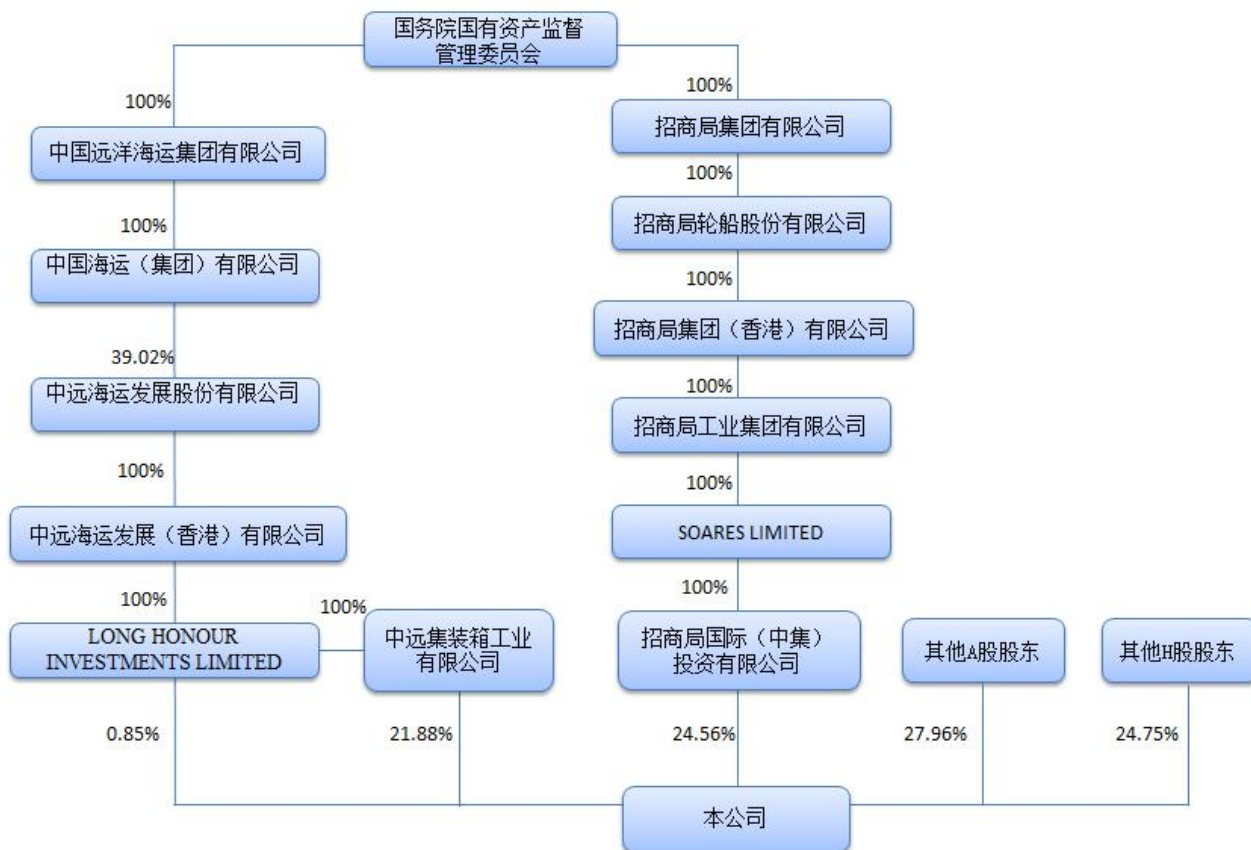 国务院国有资产监督
管理委员会
100%
100%
中国远洋海运集团有限公司
招商局集团有限公司
100%
100%
中国海运（集团）有限公司
招商局轮船股份有限公司
39.02%
100%
中远海运发展股份有限公司
招商局集团（香港）有限公司
100%
100%
中远海运发展（香港）有限公司
招商局工业集团有限公司
100%
100%
SOARES LIMITED
100%
100%
LONG HONOUR
INVESTMENTS LIMITED
中远集装箱工业
有限公司
招商局国际（中集）
投资有限公司
其他A股股东
其他H股股东
0.85%
21.88%
24.56%
27.96%
24.75%
本公司